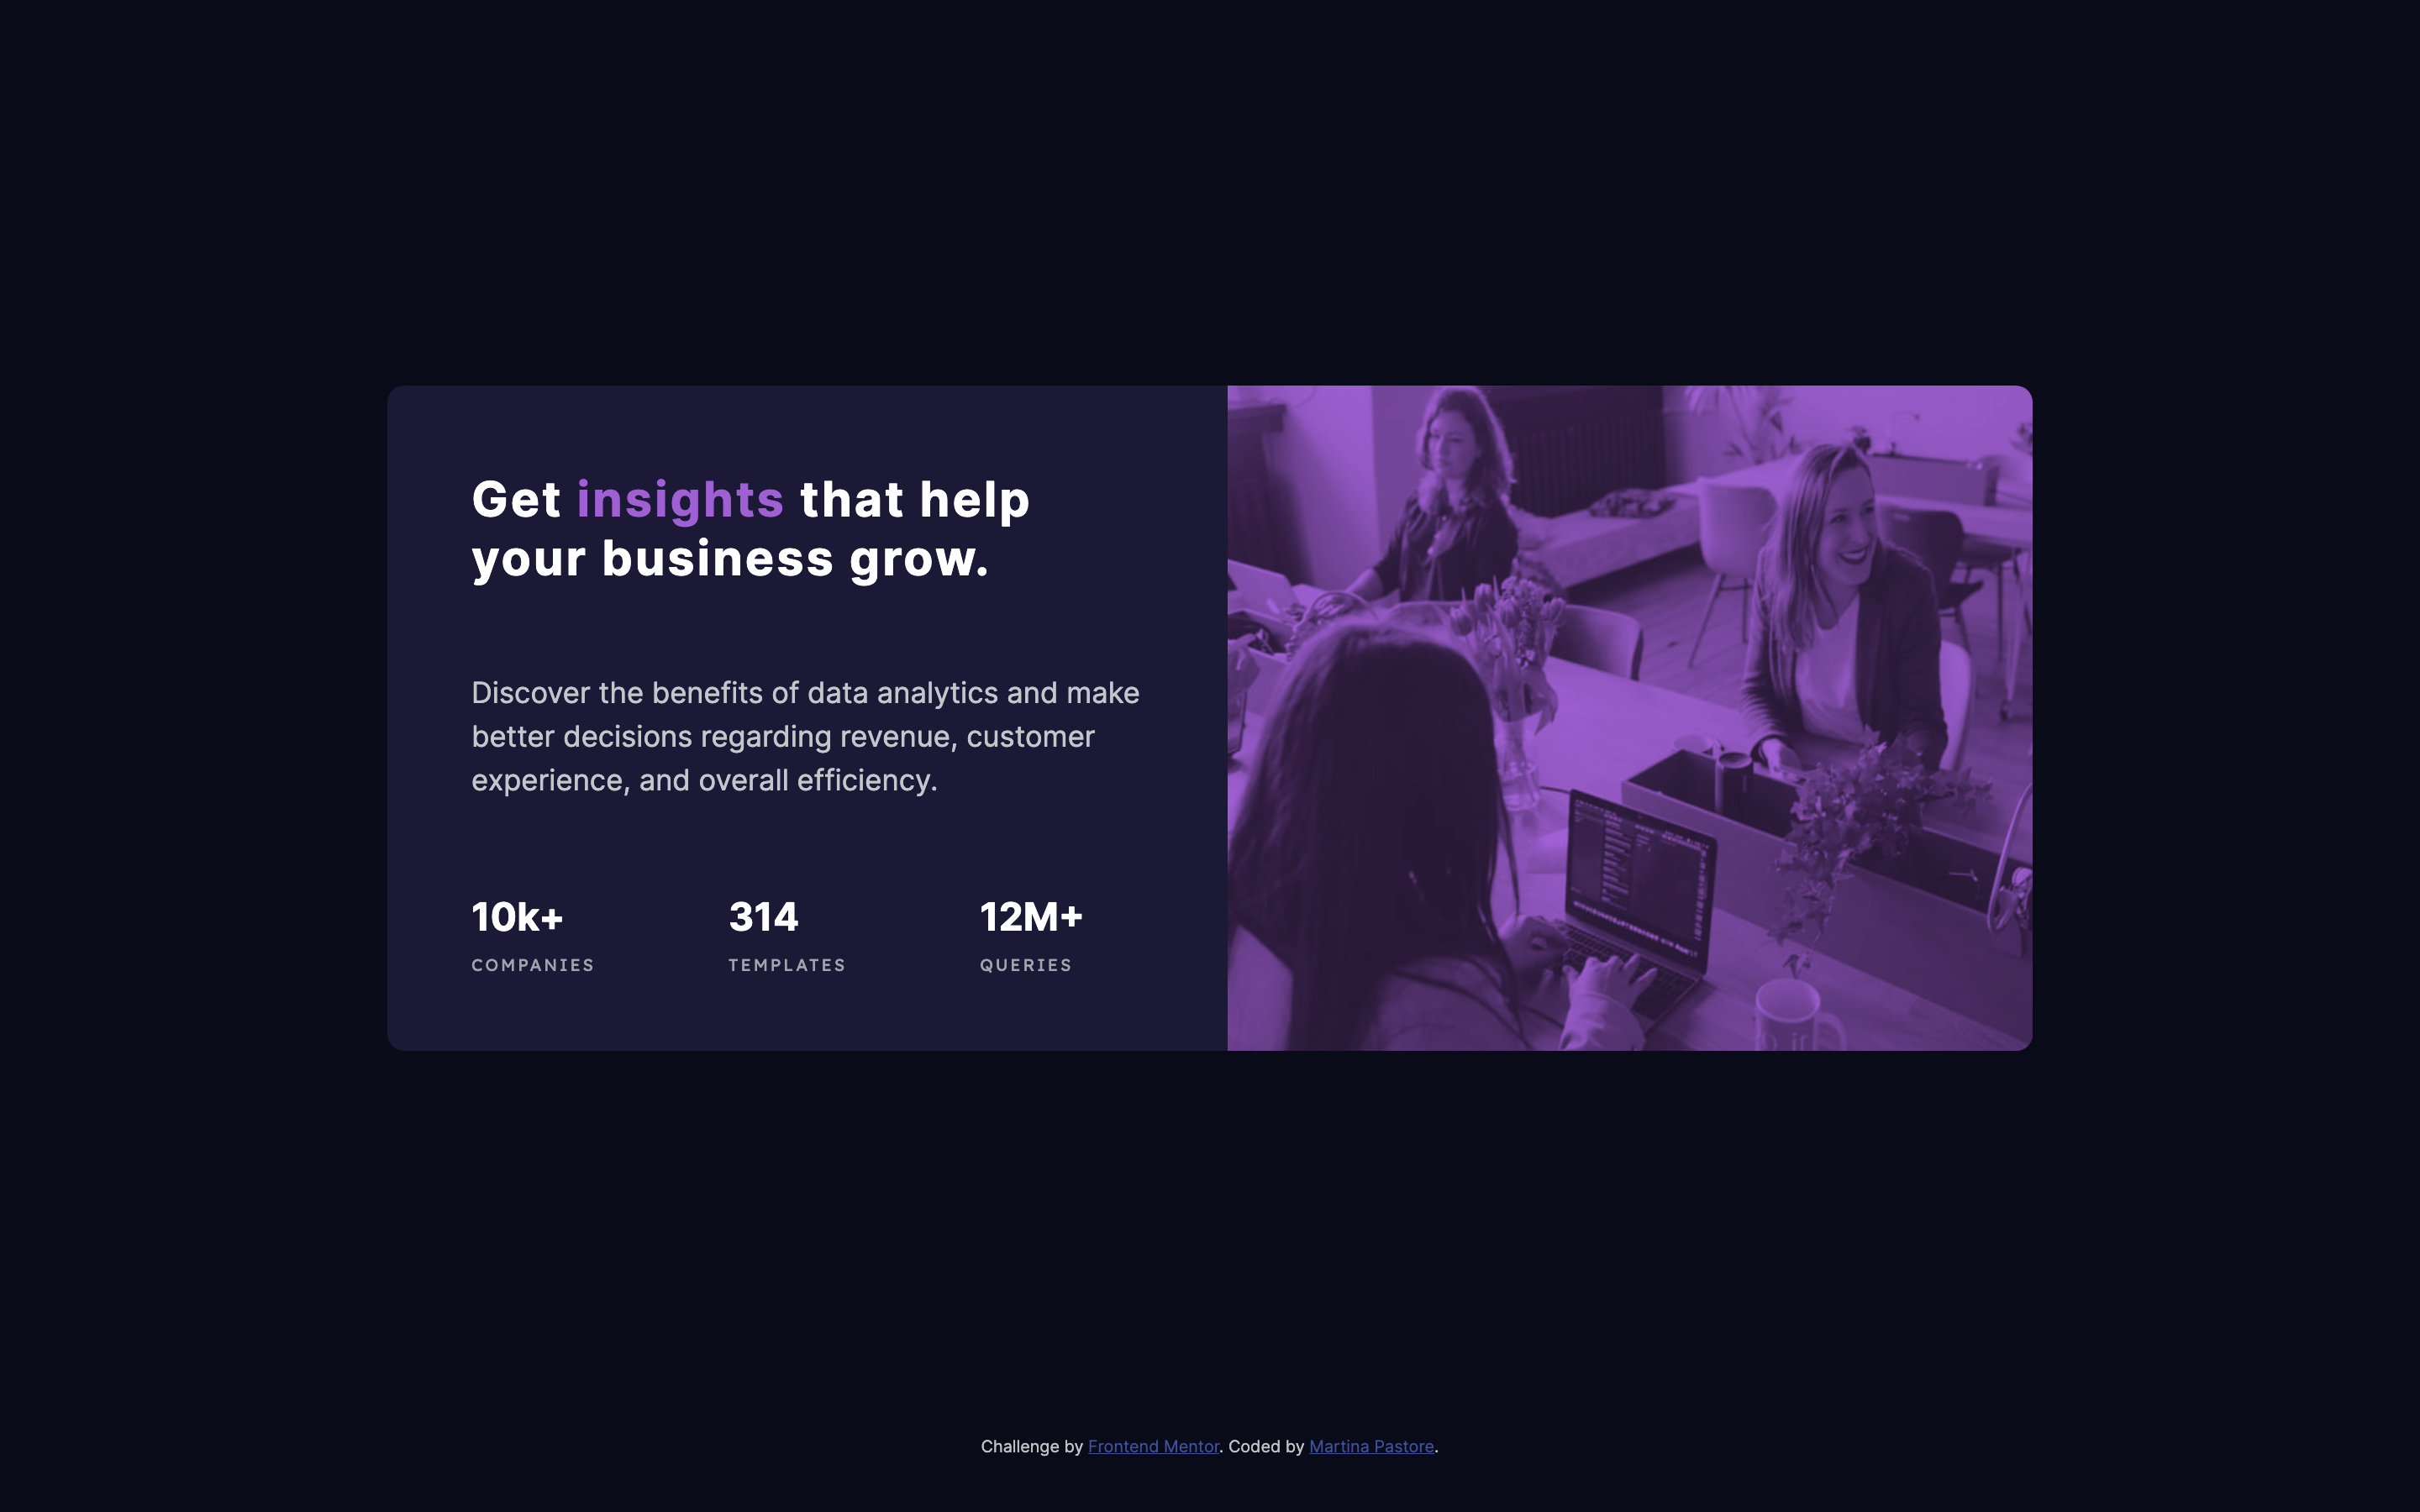 Get insights that help
your business grow.
Discover the benefits of data analytics and make
better decisions regarding revenue, customer
experience, and overall efficiency.
10k+ 314 12M+
COMPANIES TEMPLATES QUERIES
Challenge by Frontend Mentor. Coded by Martina Pastore.